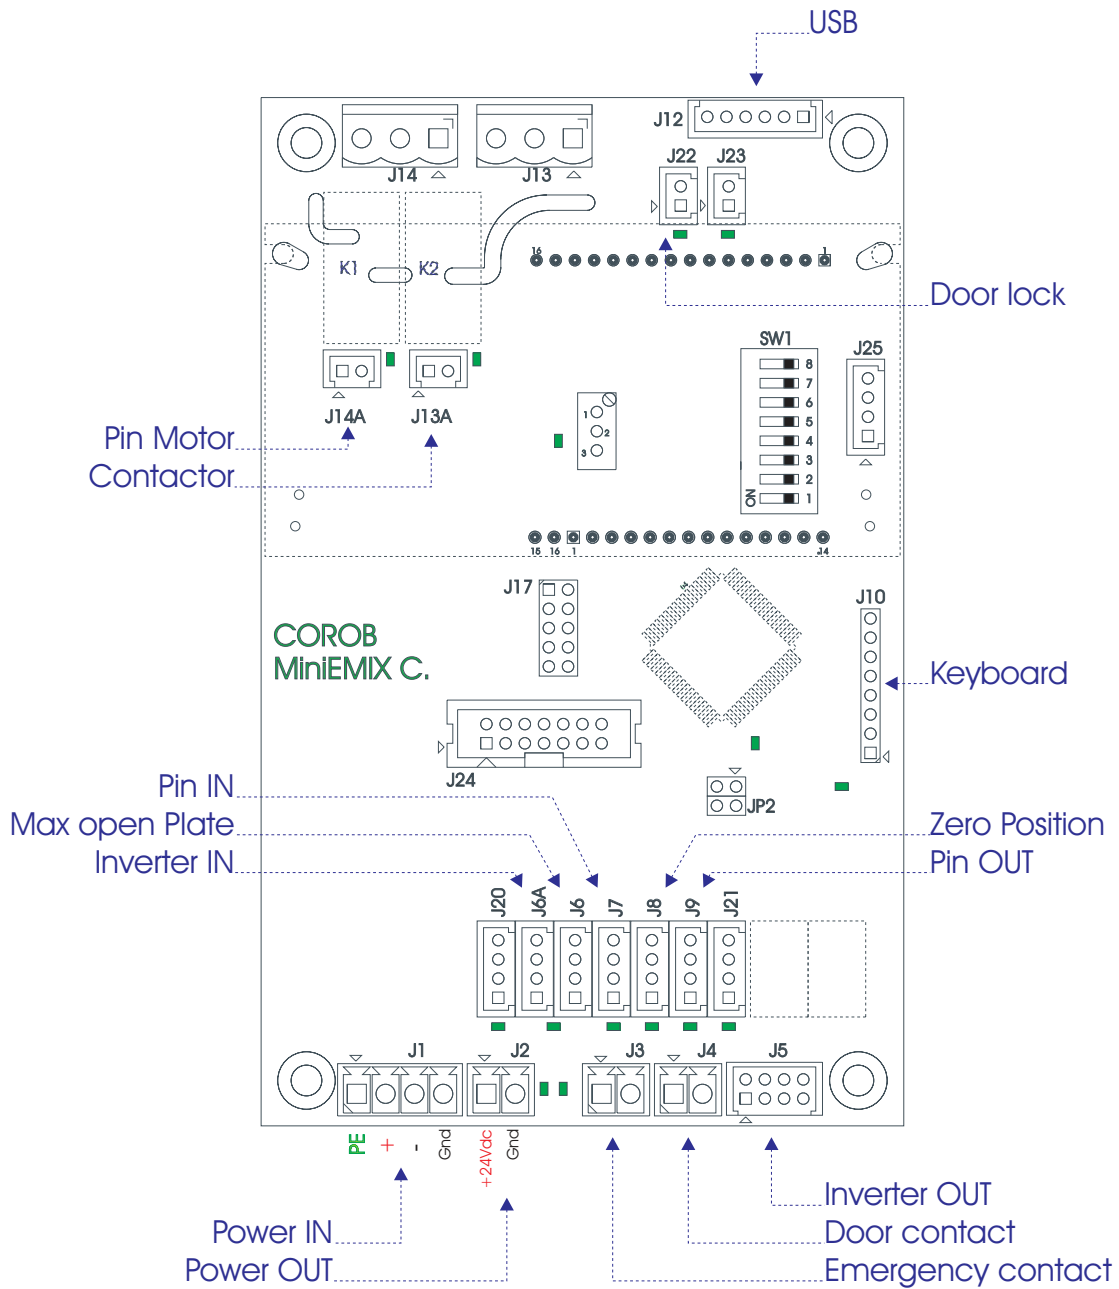 USB
J12
J14
J13
J22
J23
16
1
K1
K2
Door lock
SW1
8
7
6
5
4
3
2
1
ON
J25
J14A
J13A
1
2
3
Pin Motor
Contactor
15
16
1
J4
J17
J10
COROB
MiniEMIX C.
Keyboard
J24
JP2
Pin IN
Max open Plate
Inverter IN
Zero Position
Pin OUT
J20
J6A
J6
J7
J8
J9
J21
J1
J2
J3
J4
J5
PE
+
-
Gnd
+24Vdc
Gnd
Inverter OUT
Power IN
Door contact
Power OUT
Emergency contact